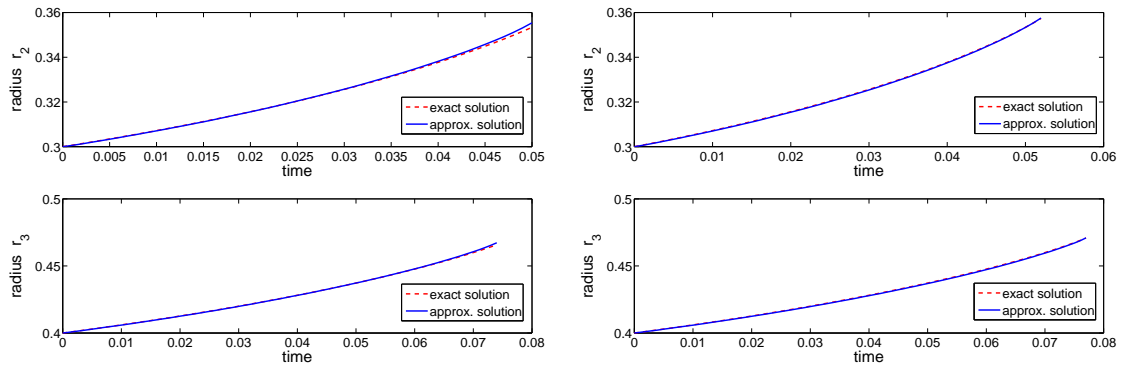 0.36
0.34
0.32
0.3
radius r2
0 0.005 0.01 0.015 0.02 0.025 0.03 0.035 0.04 0.045 0.05
time
exact solution
approx. solution
0.36
0.34
0.32
0.3
radius r2
0 0.01 0.02 0.03 0.04 0.05 0.06
time
exact solution
approx. solution
0.5
0.45
0.4
radius r3
0 0.01 0.02 0.03 0.04 0.05 0.06 0.07 0.08
time
exact solution
approx. solution
0.5
0.45
0.4
radius r3
0 0.01 0.02 0.03 0.04 0.05 0.06 0.07 0.08
time
exact solution
approx. solution